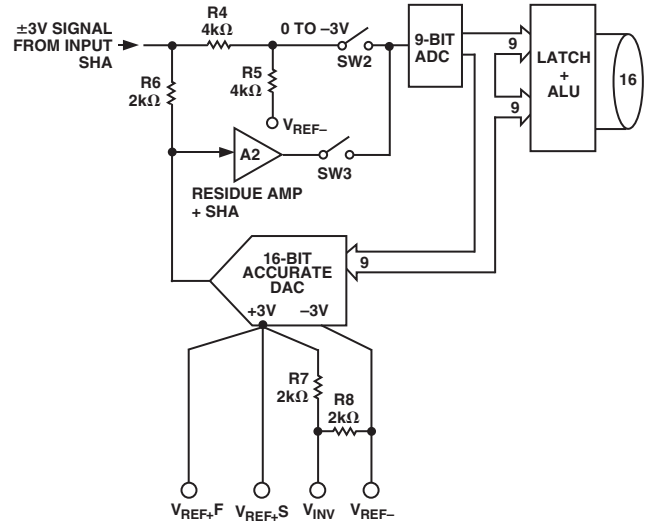 ±3V SIGNAL
FROM INPUT
SHA
R4
4kΩ
0 TO –3V
SW2
9-BIT
ADC
9
9
LATCH
+
ALU
16
R6
2kΩ
R5
4kΩ
VREF–
A2
SW3
RESIDUE AMP
+ SHA
16-BIT
ACCURATE
DAC
9
+3V –3V
R7
2kΩ
R8
2kΩ
VREF+F VREF+S VINV VREF–